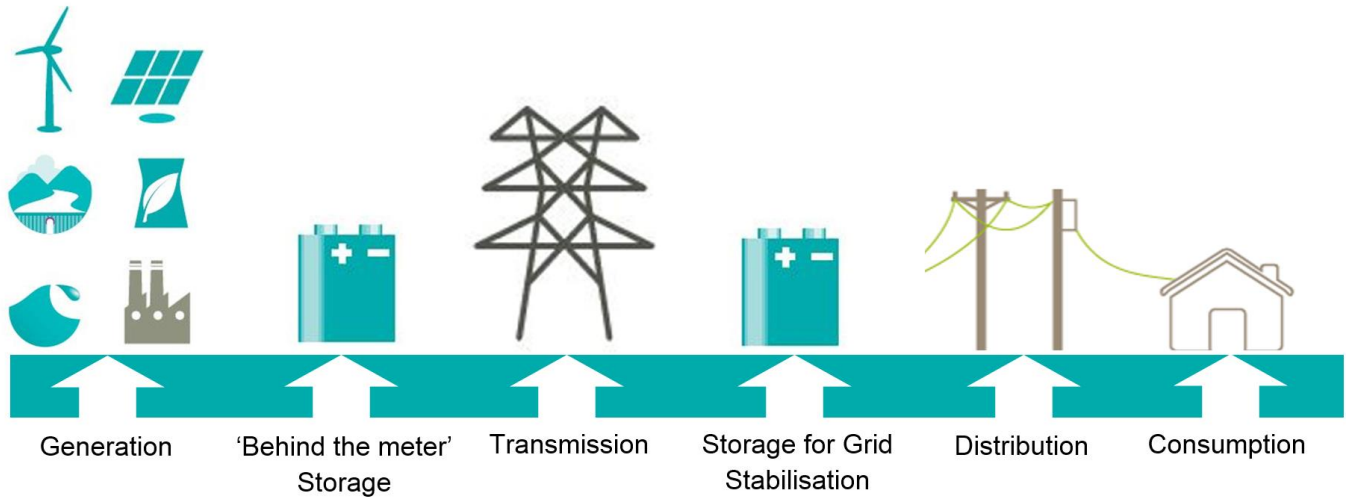 Generation
‘Behind the meter’
Storage
Transmission
Storage for Grid
Stabilisation
Distribution
Consumption